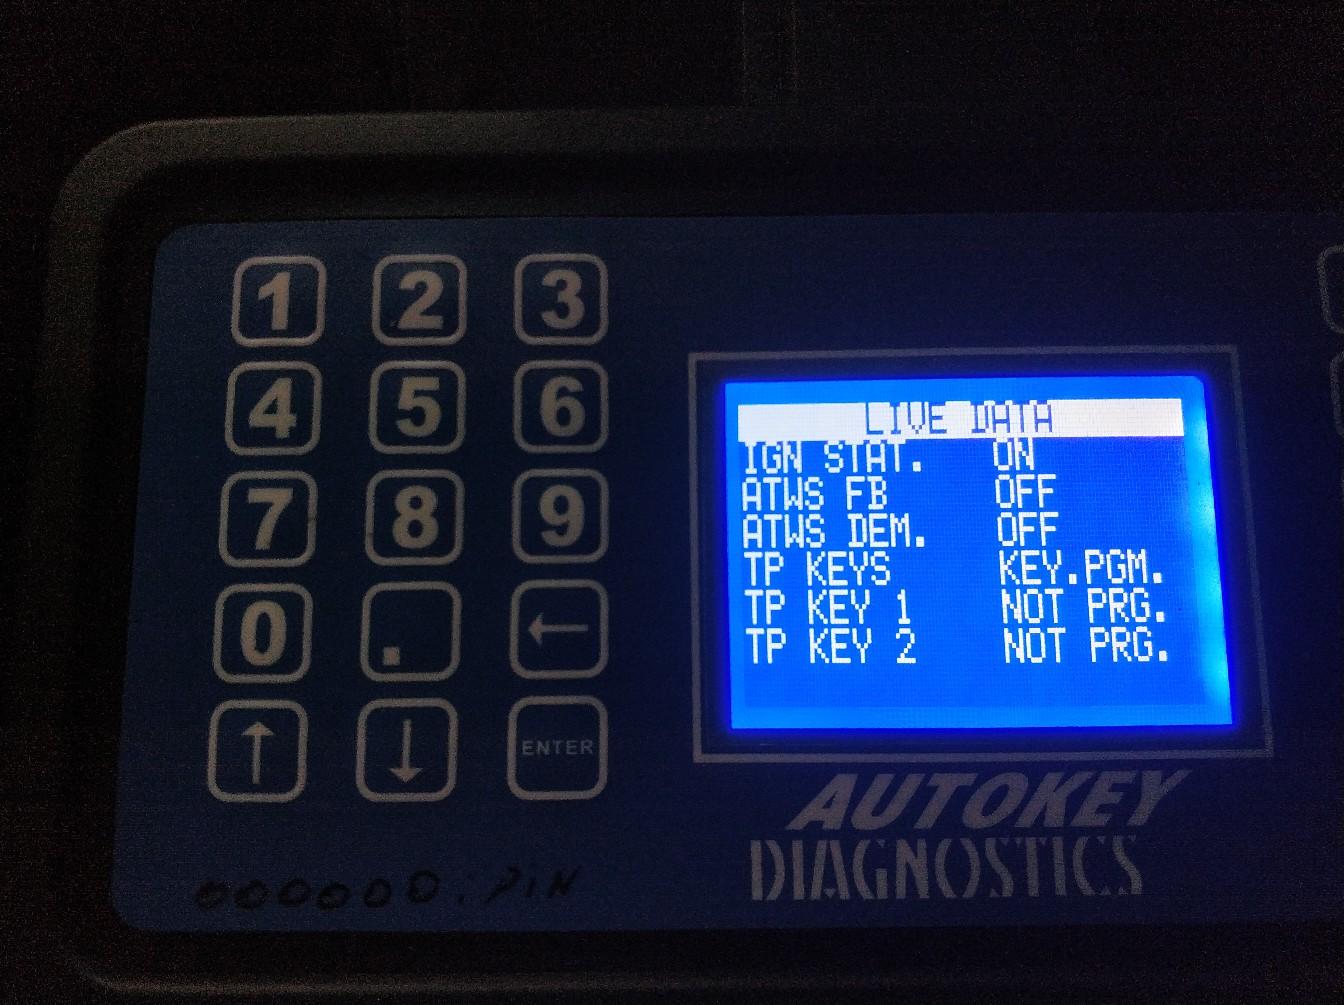 1 2 3
4 5 6
7 8 9
0 . ←
↑ ↓ ENTER
LIVE DATA
IGN STAT. ON
ATWS FB OFF
ATWS DEM. OFF
TP KEYS KEY.PGM.
TP KEY 1 NOT PRG.
TP KEY 2 NOT PRG.
AUTOKEY
DIAGNOSTICS
000000: PIN